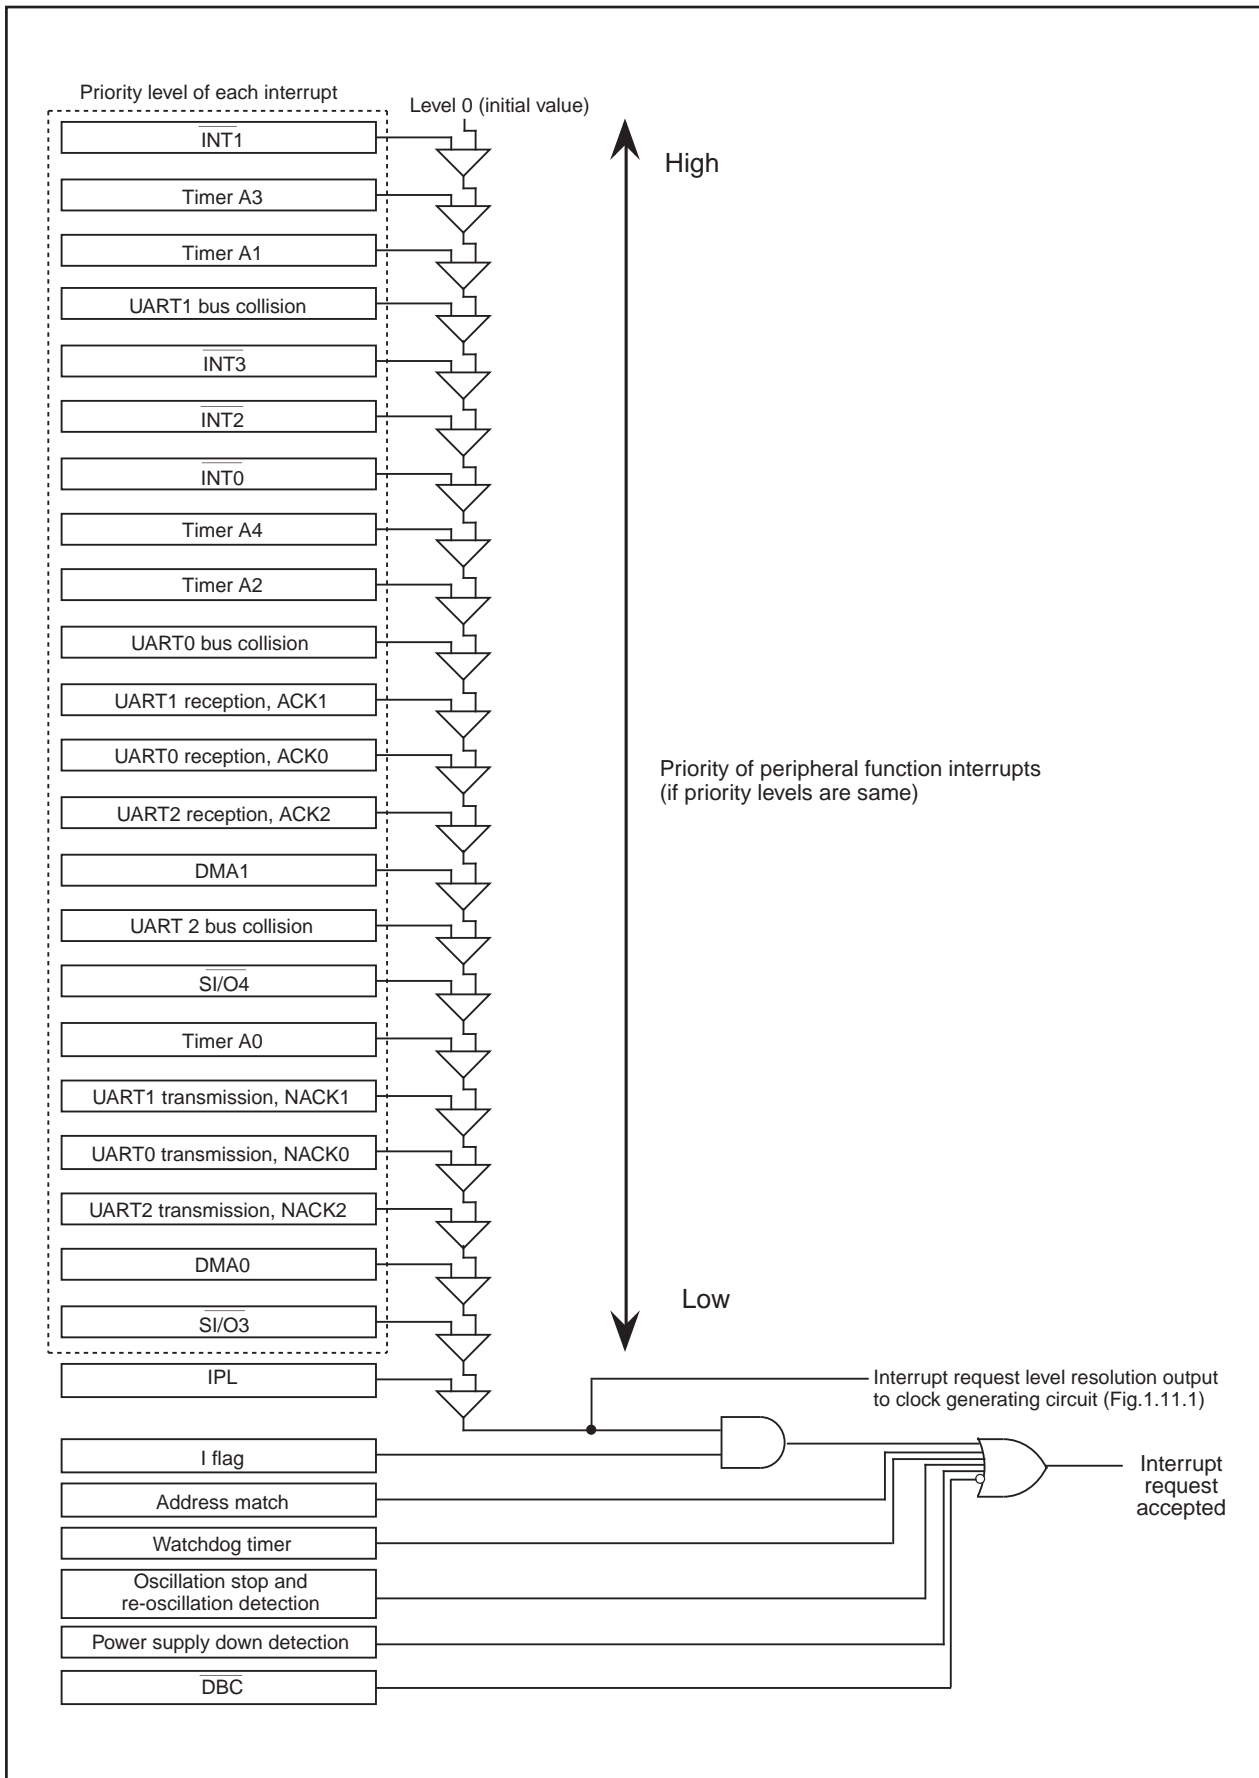 Priority level of each interrupt
Level 0 (initial value)
INT1
High
Timer A3
Timer A1
UART1 bus collision
INT3
INT2
INT0
Timer A4
Timer A2
UART0 bus collision
UART1 reception, ACK1
UART0 reception, ACK0
Priority of peripheral function interrupts
(if priority levels are same)
UART2 reception, ACK2
DMA1
UART 2 bus collision
SI/O4
Timer A0
UART1 transmission, NACK1
UART0 transmission, NACK0
UART2 transmission, NACK2
DMA0
Low
SI/O3
IPL
Interrupt request level resolution output
to clock generating circuit (Fig.1.11.1)
I flag
Interrupt
request
accepted
Address match
Watchdog timer
Oscillation stop and
re-oscillation detection
Power supply down detection
DBC